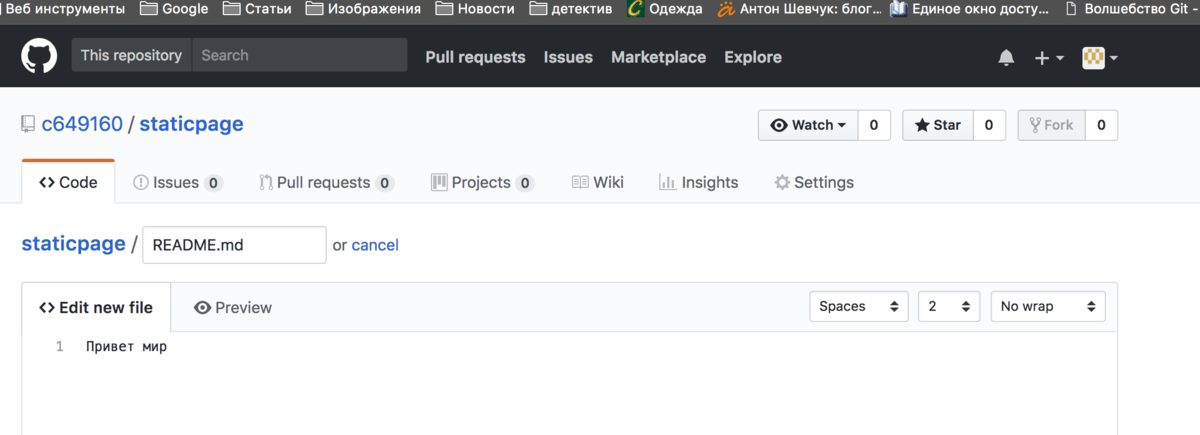 Веб инструменты Google Статьи Изображения Новости детектив Одежда Антон Шевчук: блог... Единое окно досту... Волшебство Git -
This repository Search Pull requests Issues Marketplace Explore
c649160 / staticpage Watch 0 Star 0 Fork 0
Code Issues 0 Pull requests 0 Projects 0 Wiki Insights Settings
staticpage / README.md or cancel
Edit new file Preview Spaces 2 No wrap
1 Привет мир